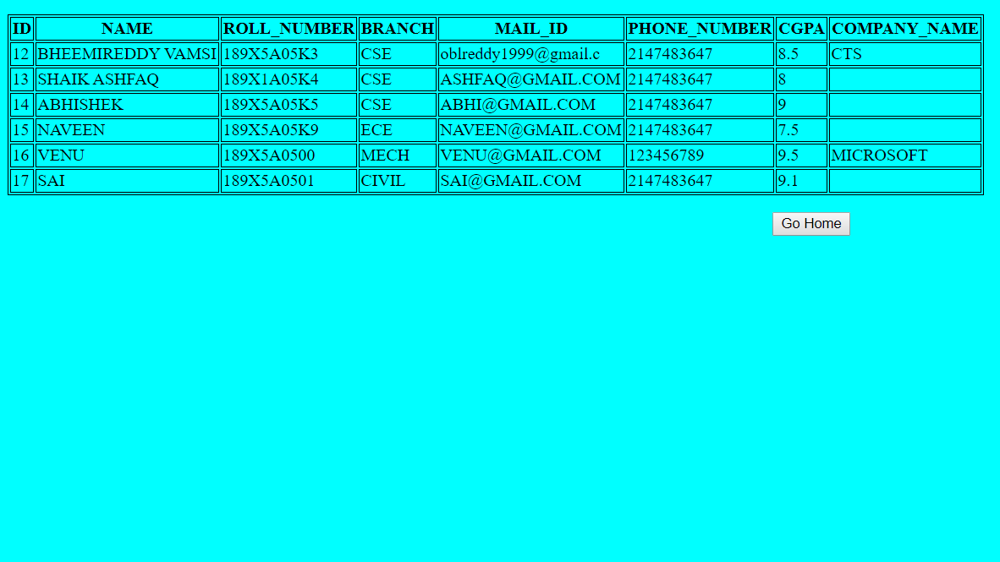 ID NAME ROLL_NUMBER BRANCH MAIL_ID PHONE_NUMBER CGPA COMPANY_NAME
12 BHEEMIREDDY VAMSI 189X5A05K3 CSE oblreddy1999@gmail.c 2147483647 8.5 CTS
13 SHAIK ASHFAQ 189X1A05K4 CSE ASHFAQ@GMAIL.COM 2147483647 8
14 ABHISHEK 189X5A05K5 CSE ABHI@GMAIL.COM 2147483647 9
15 NAVEEN 189X5A05K9 ECE NAVEEN@GMAIL.COM 2147483647 7.5
16 VENU 189X5A0500 MECH VENU@GMAIL.COM 123456789 9.5 MICROSOFT
17 SAI 189X5A0501 CIVIL SAI@GMAIL.COM 2147483647 9.1
Go Home